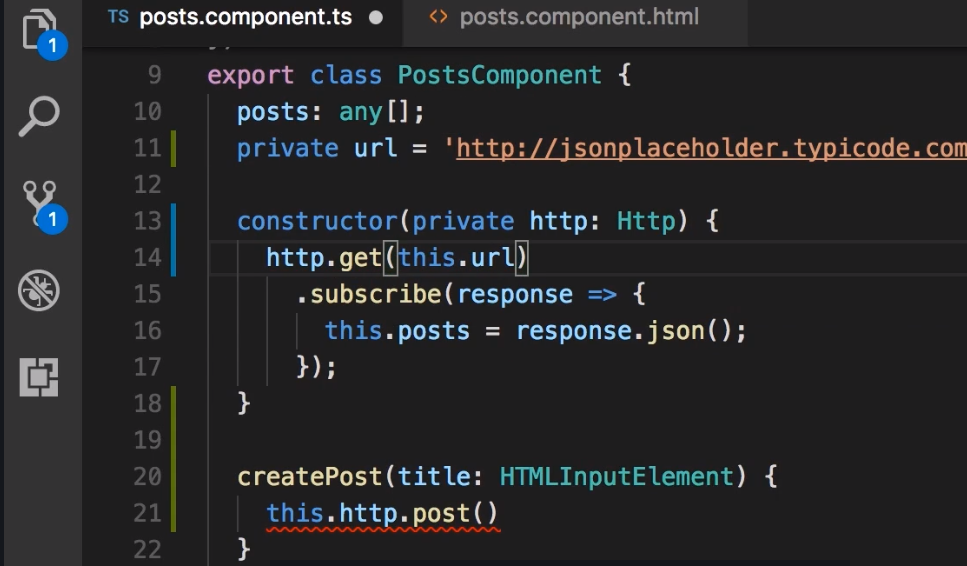 1
1
TS posts.component.ts ● <> posts.component.html
9 export class PostsComponent {
10 posts: any[];
11 private url = 'http://jsonplaceholder.typicode.com
12
13 constructor(private http: Http) {
14 http.get(this.url)
15 .subscribe(response => {
16 this.posts = response.json();
17 });
18 }
19
20 createPost(title: HTMLInputElement) {
21 this.http.post()
22 }